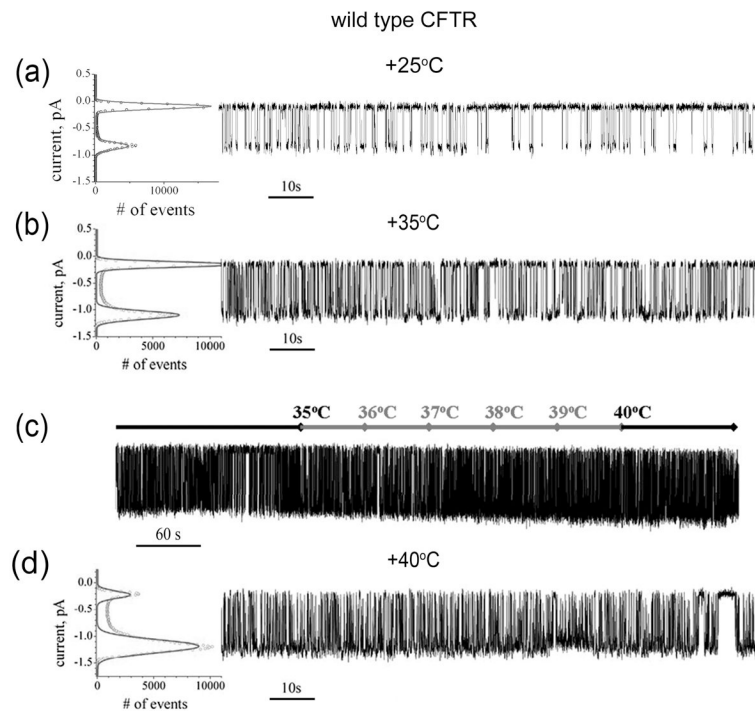 wild type CFTR
(a)
+25°C
0.5
0.0
-0.5
-1.0
-1.5
current, pA
0
10000
# of events
10s
(b)
+35°C
0.5
0.0
-0.5
-1.0
-1.5
current, pA
0
5000
10000
# of events
10s
35°C 36°C 37°C 38°C 39°C 40°C
(c)
60 s
(d)
+40°C
0.0
-0.5
-1.0
-1.5
current, pA
0
5000
10000
# of events
10s